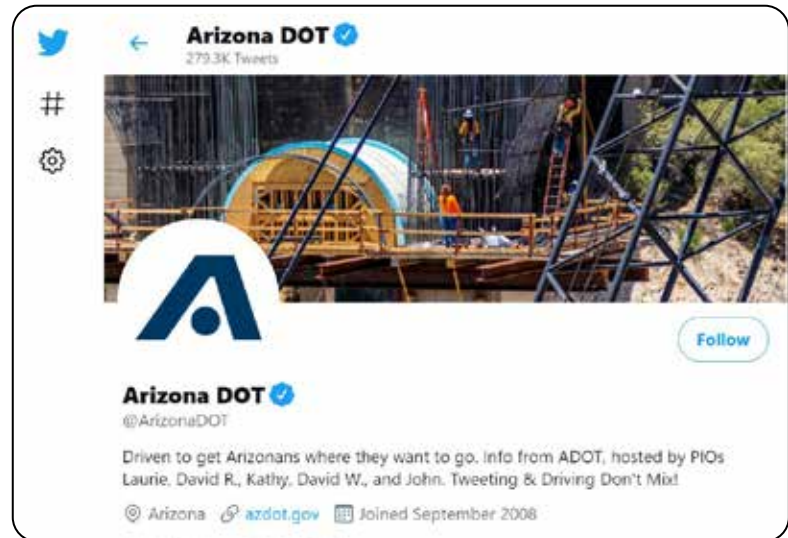 Arizona DOT
279.3K Tweets
Follow
Arizona DOT
@ArizonaDOT
Driven to get Arizonans where they want to go. Info from ADOT, hosted by PIOs
Laurie, David R., Kathy, David W., and John. Tweeting & Driving Don't Mix!
Arizona azdot.gov Joined September 2008